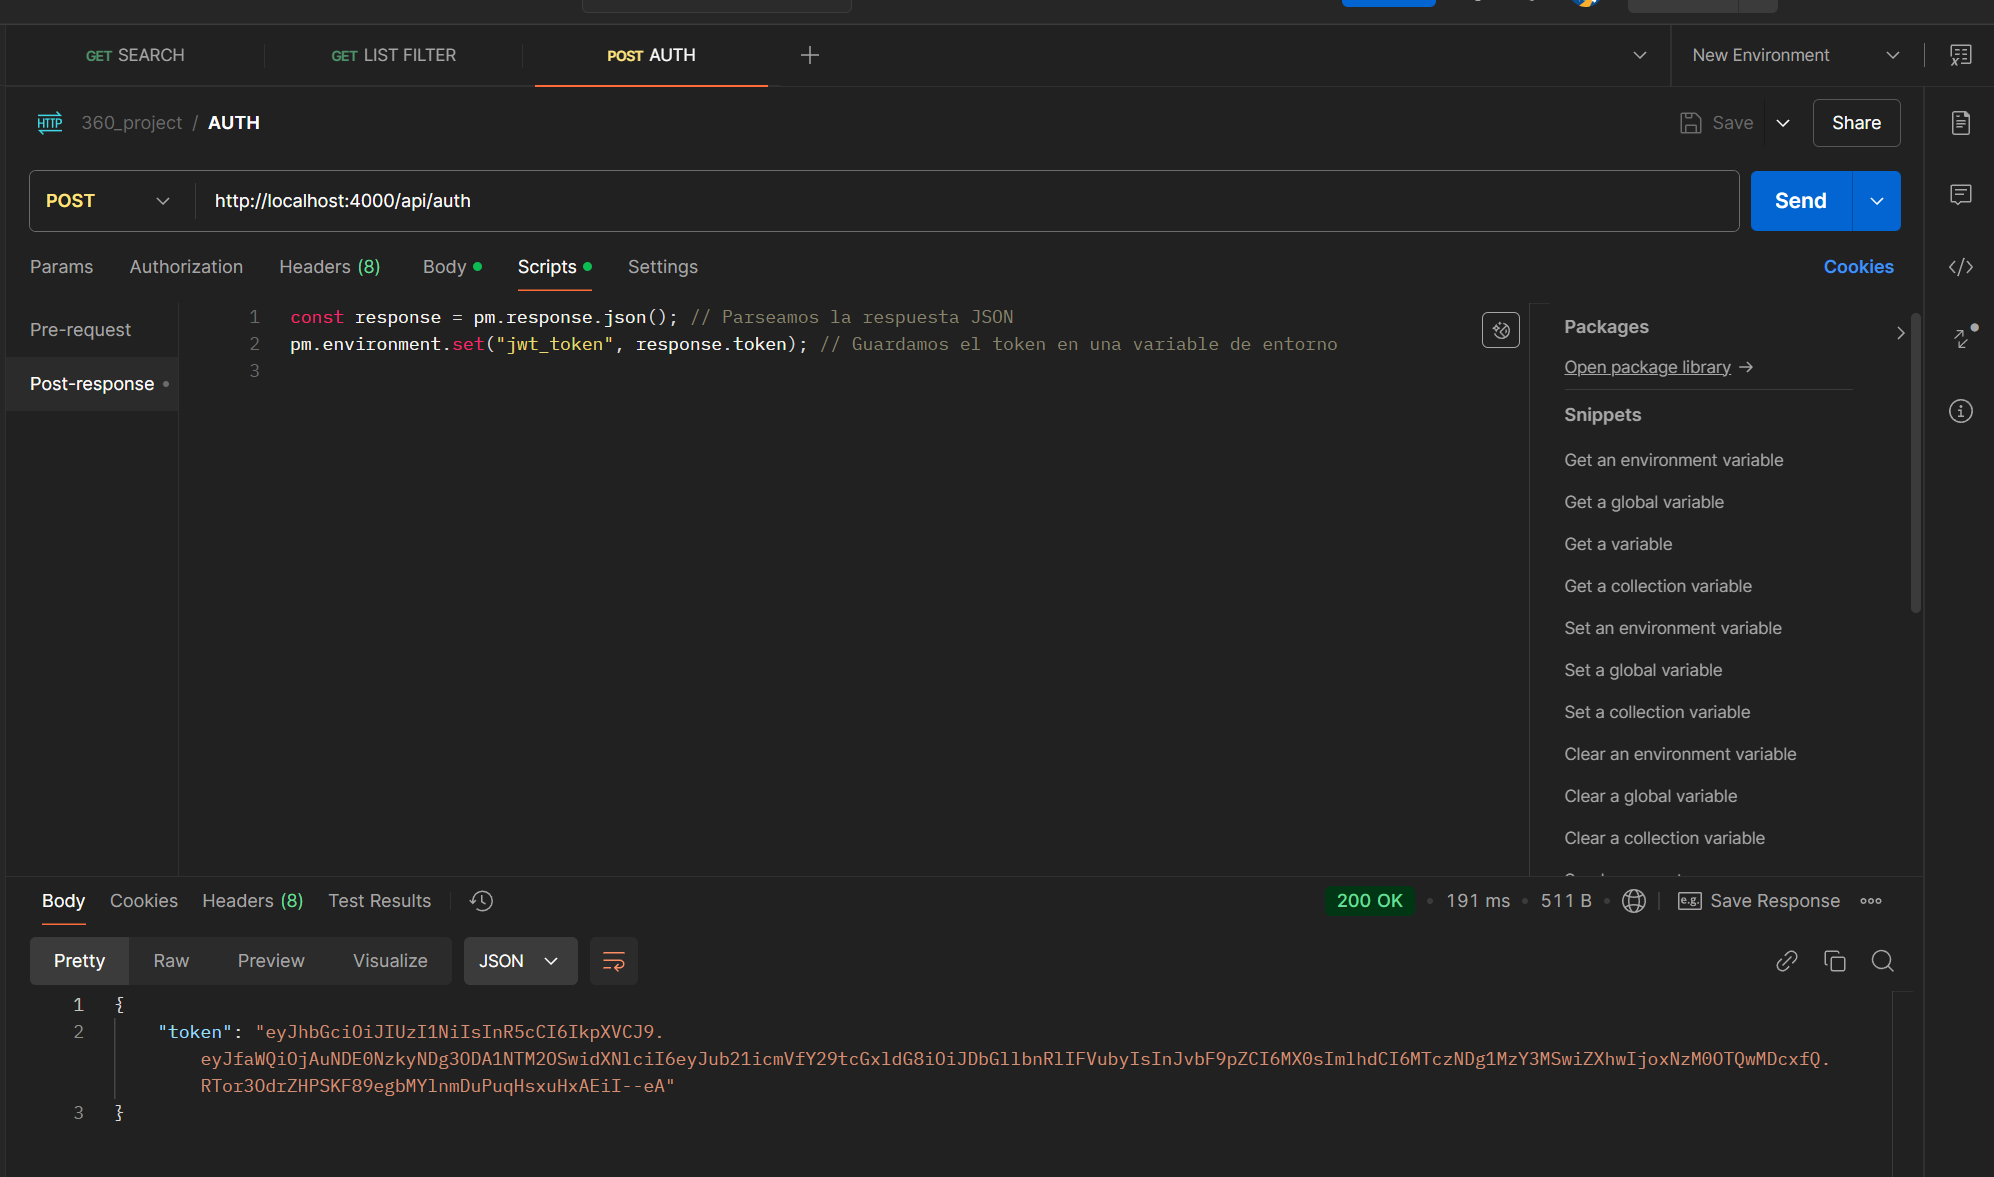 GET SEARCH
GET LIST FILTER
POST AUTH
New Environment
HTTP 360_project / AUTH
Save
Share
POST
http://localhost:4000/api/auth
Send
Params
Authorization
Headers (8)
Body
Scripts
Settings
Cookies
Pre-request
Post-response
1 const response = pm.response.json(); // Parseamos la respuesta JSON
2 pm.environment.set("jwt_token", response.token); // Guardamos el token en una variable de entorno
3
Packages
Open package library →
Snippets
Get an environment variable
Get a global variable
Get a variable
Get a collection variable
Set an environment variable
Set a global variable
Set a collection variable
Clear an environment variable
Clear a global variable
Clear a collection variable
Body
Cookies
Headers (8)
Test Results
200 OK
191 ms
511 B
e.g.
Save Response
Pretty
Raw
Preview
Visualize
JSON
1 {
2 "token": "eyJhbGciOiJIUzI1NiIsInR5cCI6IkpXVCJ9.
eyJfaWQiOjAuNDE0NzkyNDg3ODA1NTM2OSwidXNlciI6eyJub21icmVfY29tcGxldG8iOiJDbGllbnRlIFVubyIsInJvbF9pZCI6MX0sImlhdCI6MTczNDg1MzY3MSwiZXhwIjoxNzM0OTQwMDcxfQ.
RTor3OdrZHPSKF89egbMYlnmDuPuqHsxuHxAEiI--eA"
3 }